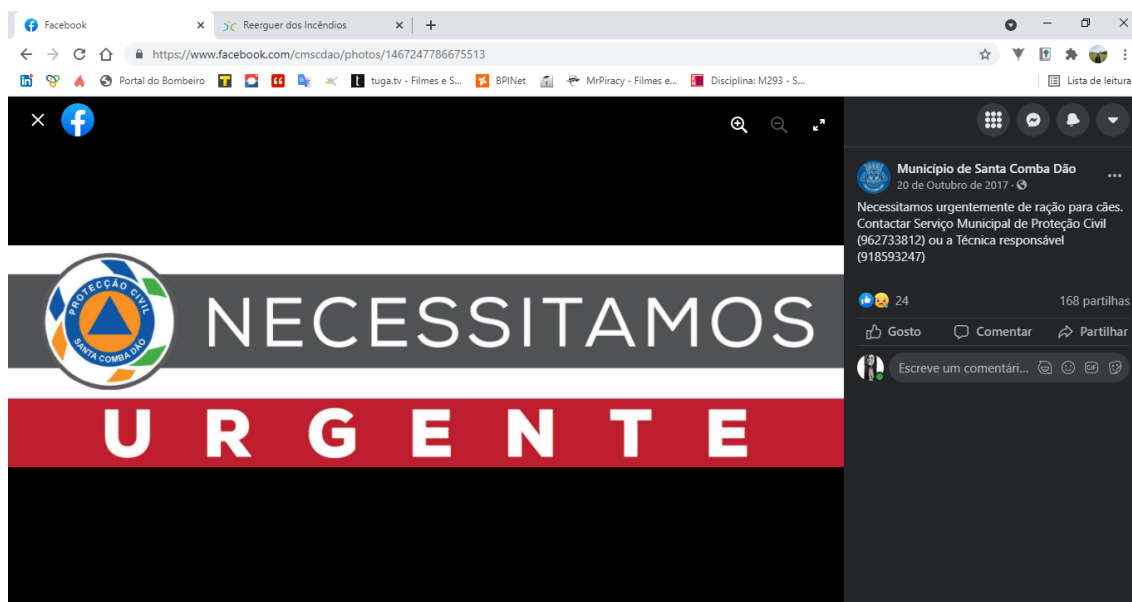 Facebook
Reerguer dos Incêndios
https://www.facebook.com/cmscdao/photos/1467247786675513
Portal do Bombeiro
tuga.tv - Filmes e S...
BPINet
MrPiracy - Filmes e...
Disciplina: M293 - S...
Lista de leitura
Município de Santa Comba Dão
20 de Outubro de 2017 ·
Necessitamos urgentemente de ração para cães.
Contactar Serviço Municipal de Proteção Civil
(962733812) ou a Técnica responsável
(918593247)
24
168 partilhas
Gosto
Comentar
Partilhar
Escreve um comentári...
GIF
PROTECÇÃO CIVIL
SANTA COMBA DÃO
NECESSITAMOS
URGENTE